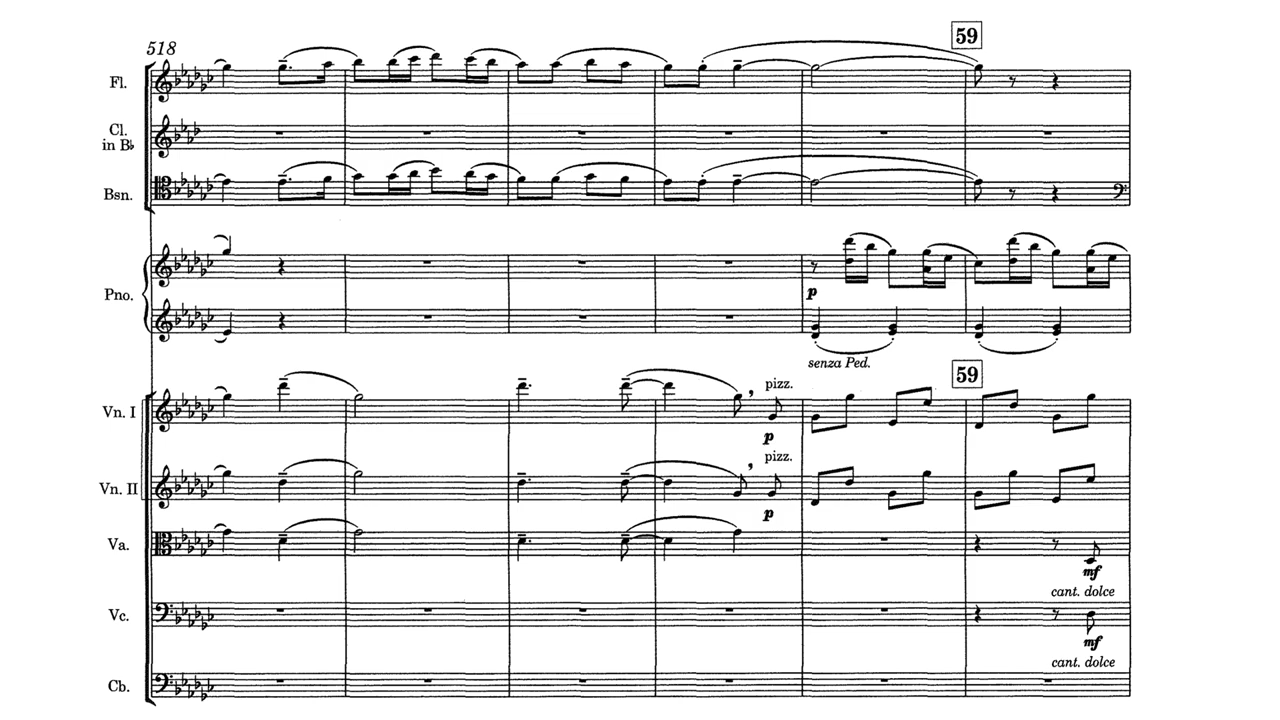 518
59
Fl.
Cl.
in B♭
Bsn.
Pno.
p
senza Ped.
59
Vn. I
pizz.
p
Vn. II
pizz.
p
Va.
mf
cant. dolce
Vc.
mf
cant. dolce
Cb.